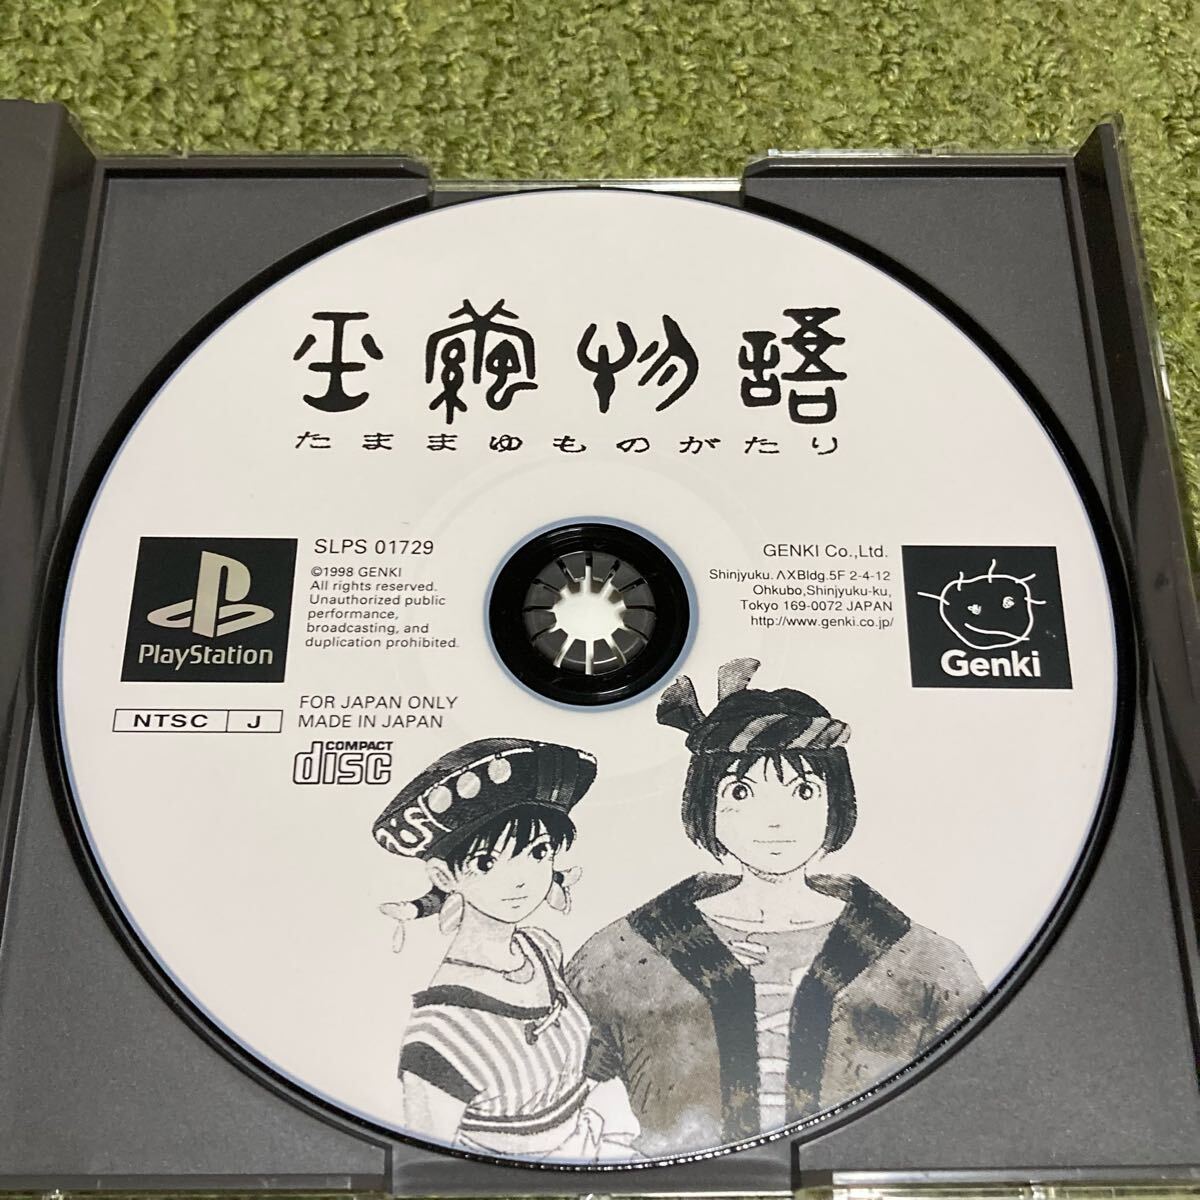 玉繭物語
たままゆものがたり
SLPS 01729
©1998 GENKI
All rights reserved.
Unauthorized public
performance,
broadcasting, and
duplication prohibited.
PlayStation
NTSC J
FOR JAPAN ONLY
MADE IN JAPAN
COMPACT
disc
GENKI Co.,Ltd.
Shinjyuku. ΛXBldg.5F 2-4-12
Ohkubo,Shinjyuku-ku,
Tokyo 169-0072 JAPAN
http://www.genki.co.jp/
Genki